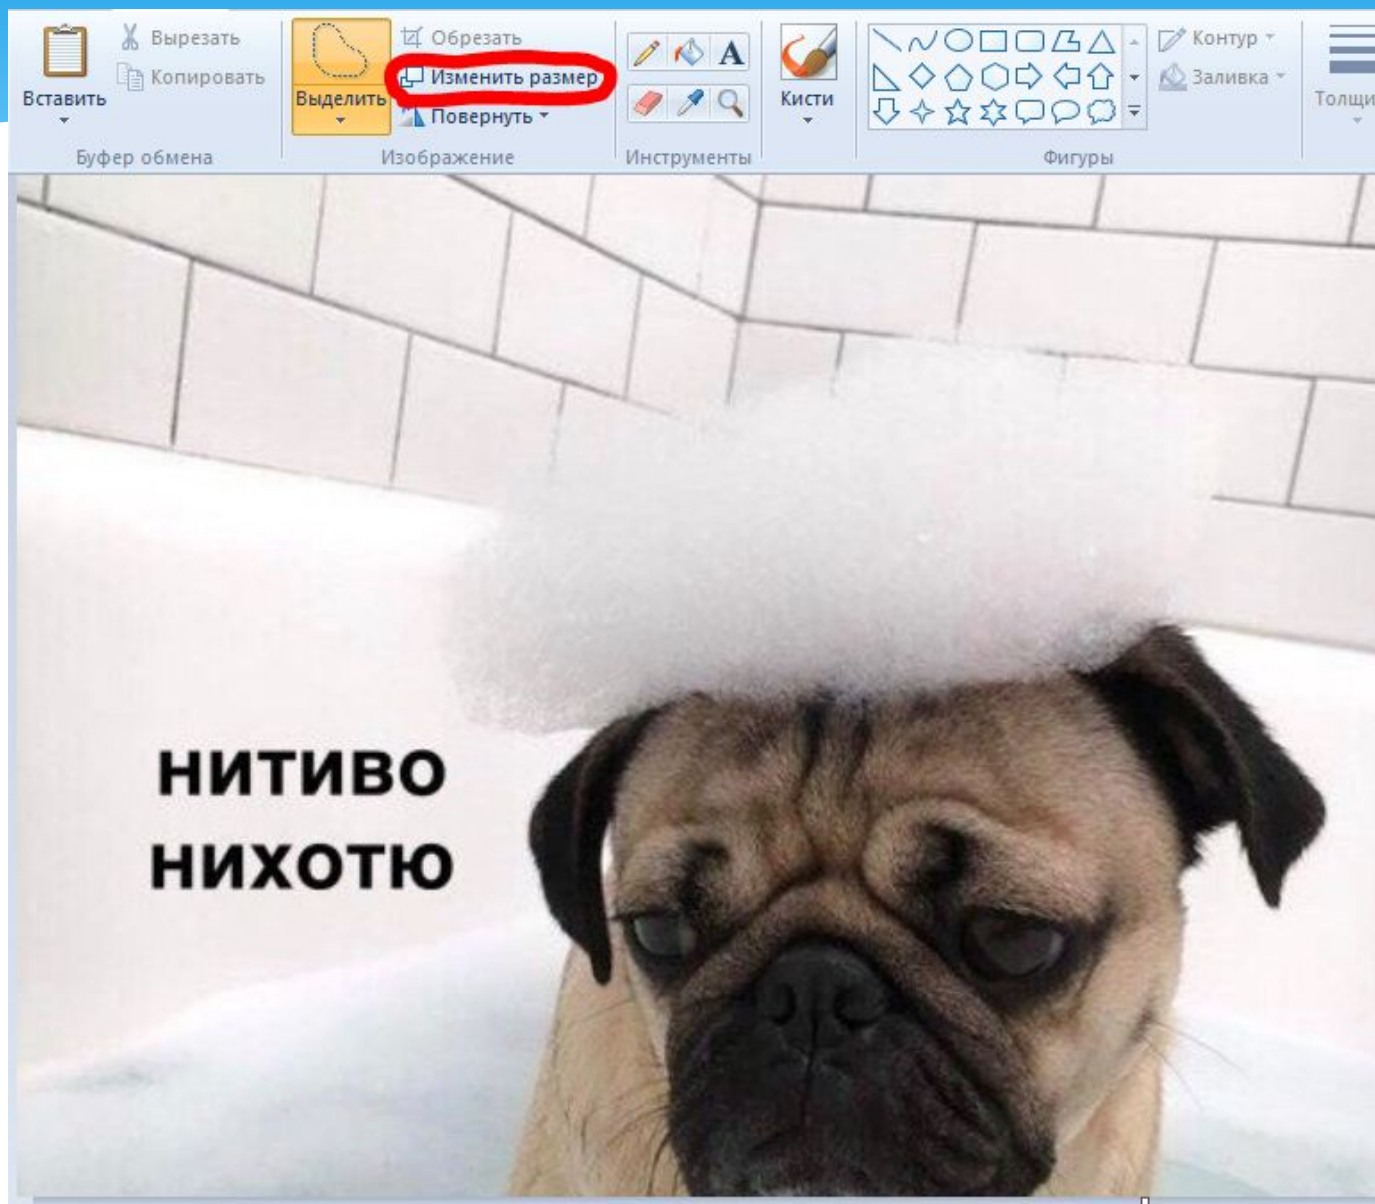 Вставить
Вырезать
Копировать
Буфер обмена
Выделить
Обрезать
Изменить размер
Повернуть
Изображение
A
Инструменты
Кисти
Фигуры
Контур
Заливка
Толщи
НИТИВО
НИХОТЮ